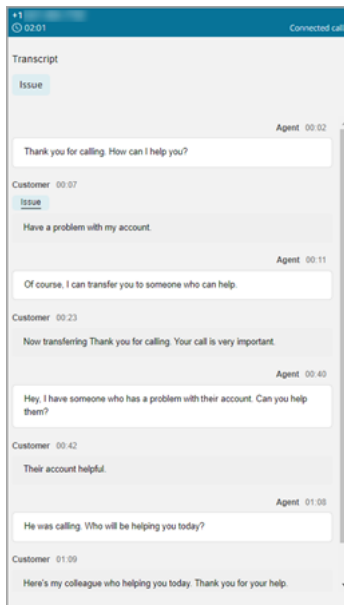 +1
02:01 Connected call
Transcript
Issue
Agent 00:02
Thank you for calling. How can I help you?
Customer 00:07
Issue
Have a problem with my account.
Agent 00:11
Of course, I can transfer you to someone who can help.
Customer 00:23
Now transferring Thank you for calling. Your call is very important.
Agent 00:40
Hey, I have someone who has a problem with their account. Can you help
them?
Customer 00:42
Their account helpful.
Agent 01:08
He was calling. Who will be helping you today?
Customer 01:09
Here's my colleague who helping you today. Thank you for your help.